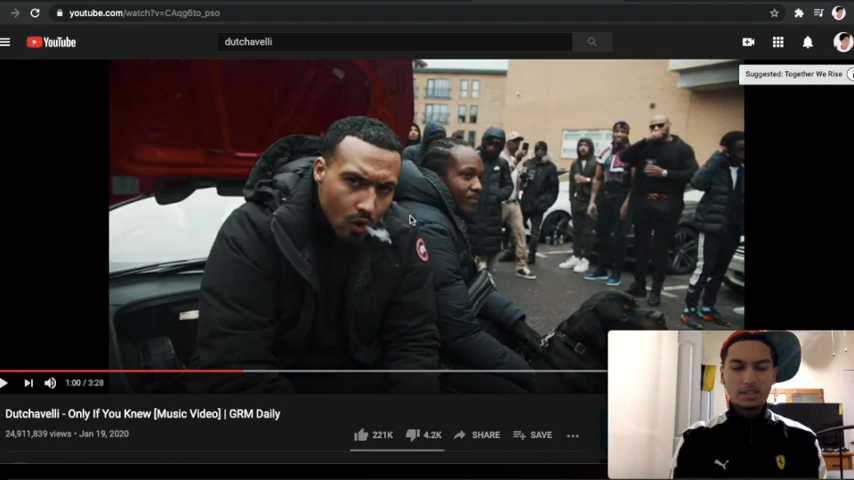 youtube.com/watch?v=CAqg6to_pso
YouTube
dutchavelli
Suggested: Together We Rise
1:00 / 3:28
Dutchavelli - Only If You Knew [Music Video] | GRM Daily
24,911,839 views • Jan 19, 2020
221K
4.2K
SHARE
SAVE